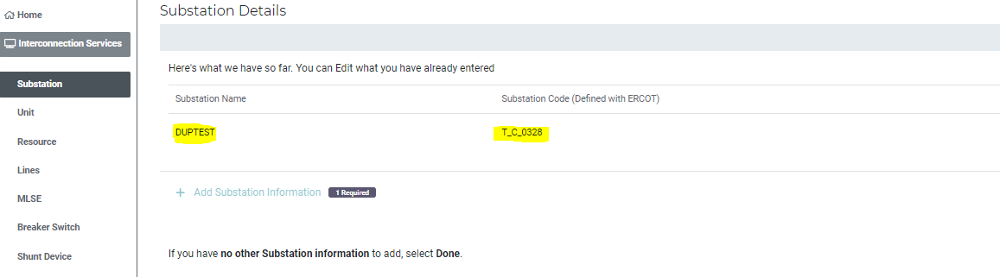 Home
Interconnection Services
Substation
Unit
Resource
Lines
MLSE
Breaker Switch
Shunt Device
Substation Details
Here's what we have so far. You can Edit what you have already entered
Substation Name Substation Code (Defined with ERCOT)
DUPTEST T_C_0328
+ Add Substation Information 1 Required
If you have no other Substation information to add, select Done.